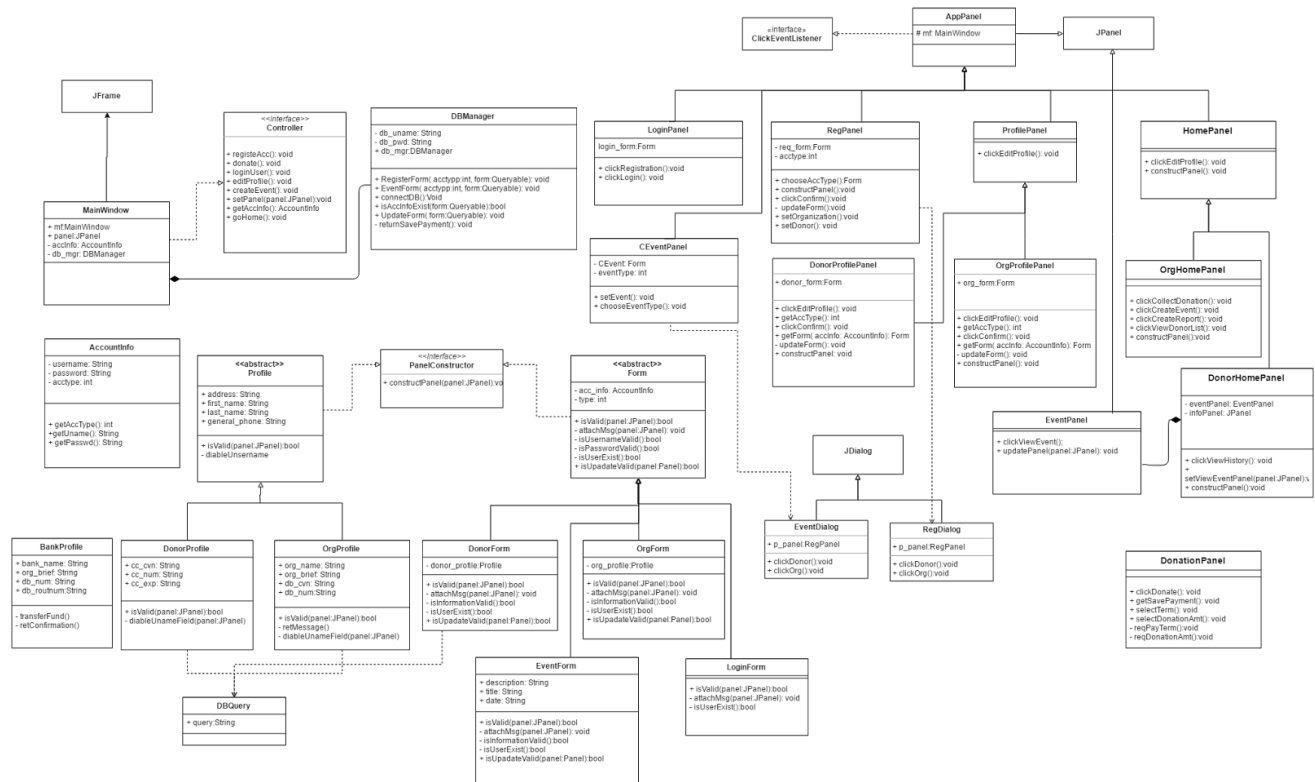 AppPanel
# mf: MainWindow
«interface»
ClickEventListener
JPanel
JFrame
<<Interface>>
Controller
+ registeAcc(): void
+ donate(): void
+ loginUser(): void
+ editProfile(): void
+ createEvent(): void
+ setPanel(panel:JPanel):void
+ getAccInfo(): AccountInfo
+ goHome(): void
DBManager
- db_uname: String
- db_pwd: String
+ db_mgr:DBManager
+ RegisterForm( acctypp:int, form:Queryable): void
+ EventForm( acctypp:int, form:Queryable): void
+ connectDB():Void
+ isAccInfoExist(form:Queryable):bool
+ UpdateForm( form:Queryable): void
- returnSavePayment(): void
MainWindow
+ mf:MainWindow
+ panel:JPanel
- accInfo: AccountInfo
- db_mgr: DBManager
LoginPanel
login_form:Form
+ clickRegistration():void
+ clickLogin(): void
RegPanel
- req_form:Form
- acctype:int
+ chooseAccType():Form
+ constructPanel():void
+ clickConfirm(): void
- updateForm():void
+ setOrganization(): void
+ setDonor(): void
ProfilePanel
+ clickEditProfile(): void
HomePanel
+ clickEditProfile(): void
+ constructPanel(): void
CEventPanel
- CEvent: Form
- eventType: int
+ setEvent(): void
+ chooseEventType(): void
DonorProfilePanel
+ donor_form:Form
+ clickEditProfile(): void
+ getAccType(): int
+ clickConfirm(): void
+ getForm( accInfo: AccountInfo): Form
- updateForm(): void
+ constructPanel: void
OrgProfilePanel
+ org_form:Form
+ clickEditProfile(): void
+ getAccType(): int
+ clickConfirm(): void
+ getForm( accInfo: AccountInfo): Form
- updateForm(): void
+ constructPanel(): void
OrgHomePanel
+ clickCollectDonation(): void
+ clickCreateEvent(): void
+ clickCreateReport(): void
+ clickViewDonorList(): void
+ constructPanel():void
AccountInfo
- username: String
- password: String
- acctype: int
+ getAccType(): int
+getUname(): String
+ getPasswd(): String
<<abstract>>
Profile
+ address: String
+ first_name: String
+ last_name: String
+ general_phone: String
+ isValid(panel:JPanel):bool
- diableUnsername
<<Interface>>
PanelConstructor
+ constructPanel(panel:JPanel):vo
<<abstract>>
Form
- acc_info: AccountInfo
- type: int
+ isValid(panel:JPanel):bool
- attachMsg(panel:JPanel): void
- isUsernameValid():bool
- isPasswordValid():bool
- isUserExist():bool
+ isUpadateValid(panel:Panel):bool
DonorHomePanel
- eventPanel: EventPanel
- infoPanel: JPanel
+ clickViewHistory(): void
+
setViewEventPanel(panel:JPanel):v
+ constructPanel():void
EventPanel
+ clickViewEvent();
+ updatePanel(panel:JPanel): void
JDialog
EventDialog
+ p_panel:RegPanel
+ clickDonor():void
+ clickOrg():void
RegDialog
+ p_panel:RegPanel
+ clickDonor():void
+ clickOrg():void
BankProfile
+ bank_name: String
+ org_brief: String
+ db_num: String
+ db_routnum: String
- transferFund()
- retConfirmation()
DonorProfile
+ cc_cvn: String
+ cc_num: String
+ cc_exp: String
+ isValid(panel:JPanel):bool
- diableUnameField(panel:JPanel)
OrgProfile
+ org_name: String
+ org_brief: String
+ db_cvn: String
+ db_num:String
+ isValid(panel:JPanel):bool
- retMessage()
- diableUnameField(panel:JPanel)
DonorForm
- donor_profile:Profile
+ isValid(panel:JPanel):bool
- attachMsg(panel:JPanel): void
- isInformationValid():bool
- isUserExist():bool
+ isUpadateValid(panel:Panel):bool
OrgForm
- org_profile:Profile
+ isValid(panel:JPanel):bool
- attachMsg(panel:JPanel): void
- isInformationValid():bool
- isUserExist():bool
+ isUpadateValid(panel:Panel):bool
DonationPanel
+ clickDonate(): void
+ getSavePayment(): void
+ selectTerm(): void
+ selectDonationAmt(): void
- reqPayTerm():void
- reqDonationAmt():void
EventForm
+ description: String
+ title: String
+ date: String
+ isValid(panel:JPanel):bool
- attachMsg(panel:JPanel): void
- isInformationValid():bool
- isUserExist():bool
+ isUpadateValid(panel:Panel):bool
LoginForm
+ isValid(panel:JPanel):bool
- attachMsg(panel:JPanel): void
- isUserExist():bool
DBQuery
+ query:String